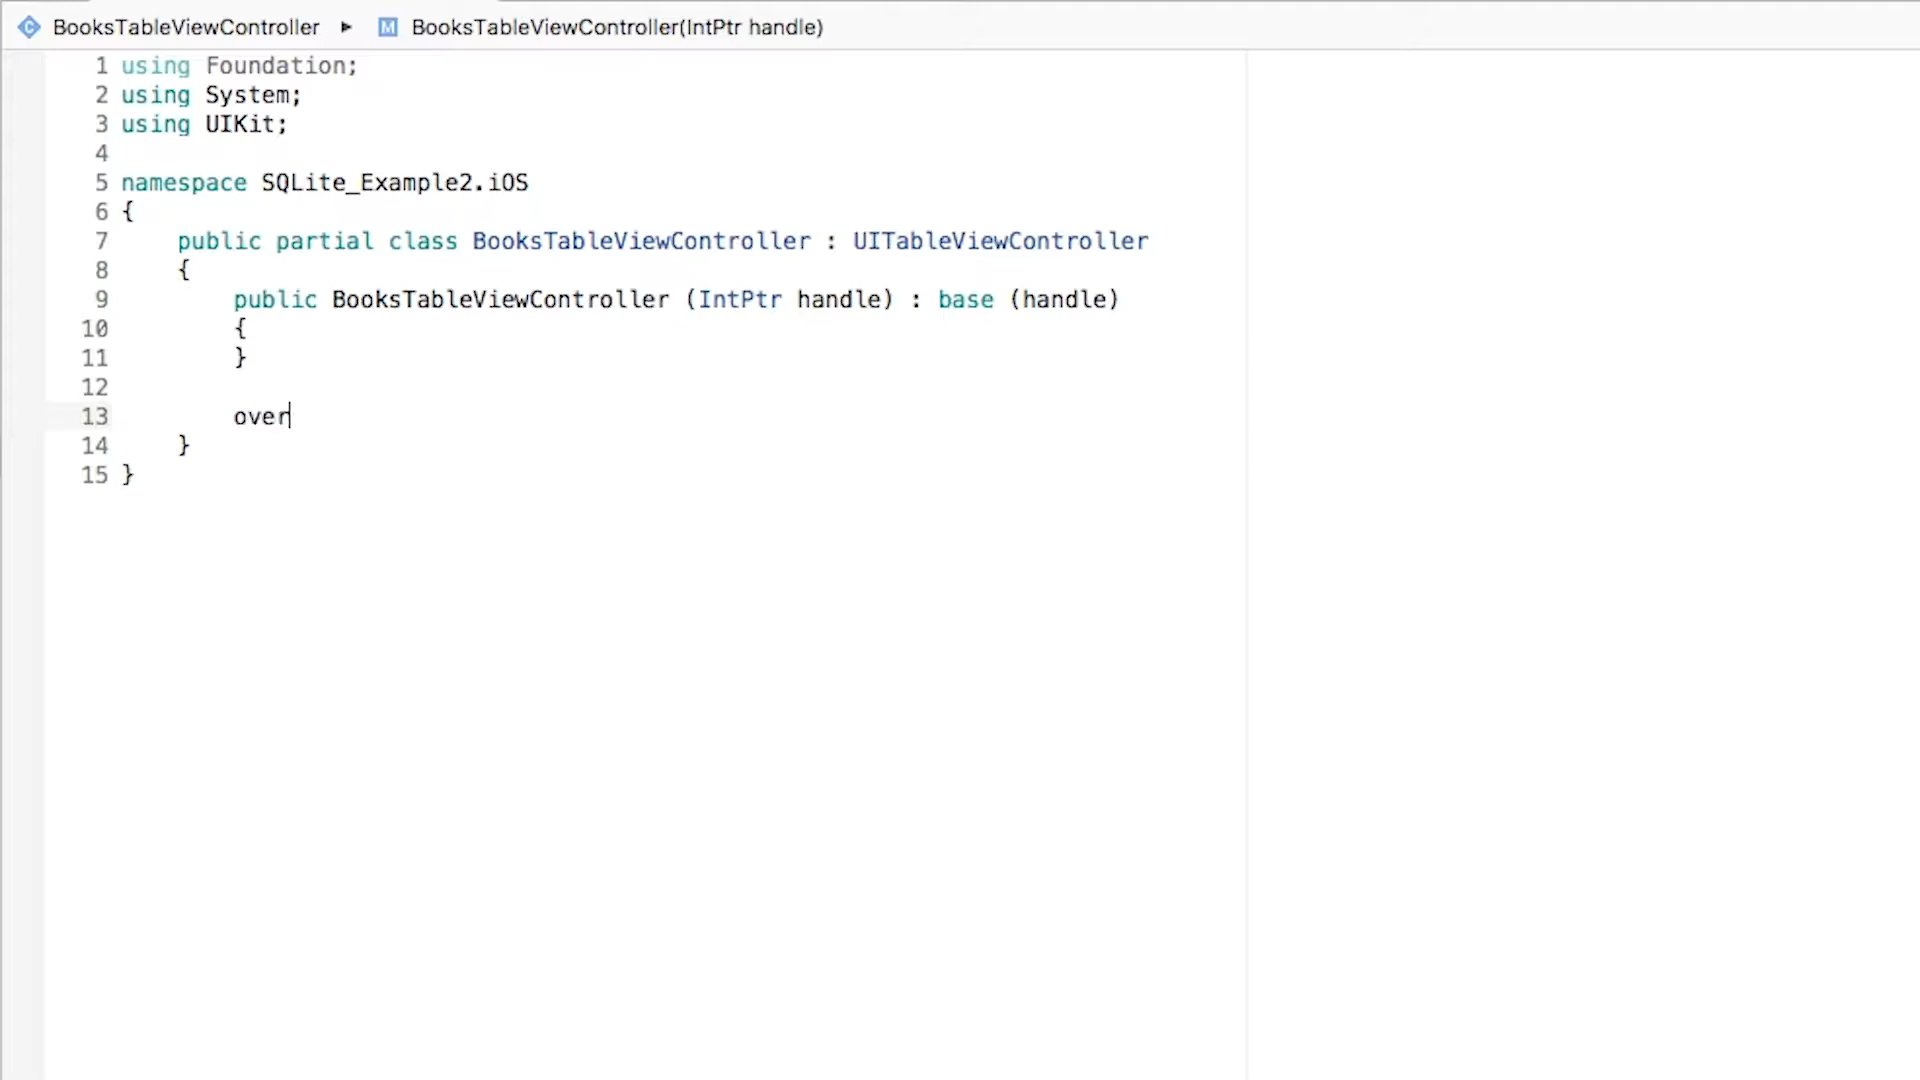 BooksTableViewController ▸ M BooksTableViewController(IntPtr handle)
1 using Foundation;
2 using System;
3 using UIKit;
4
5 namespace SQLite_Example2.iOS
6 {
7 public partial class BooksTableViewController : UITableViewController
8 {
9 public BooksTableViewController (IntPtr handle) : base (handle)
10 {
11 }
12
13 over
14 }
15 }